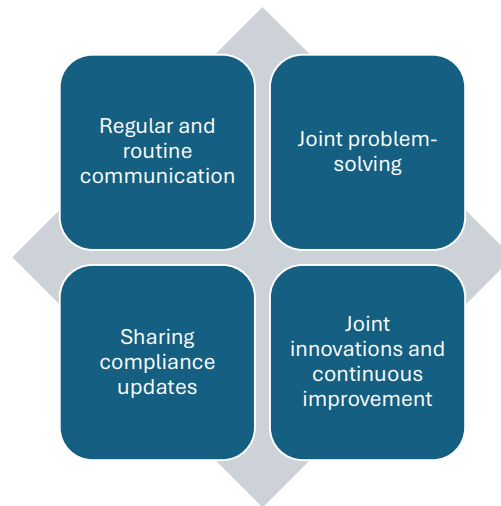 Regular and
routine
communication
Joint problem-
solving
Sharing
compliance
updates
Joint
innovations and
continuous
improvement